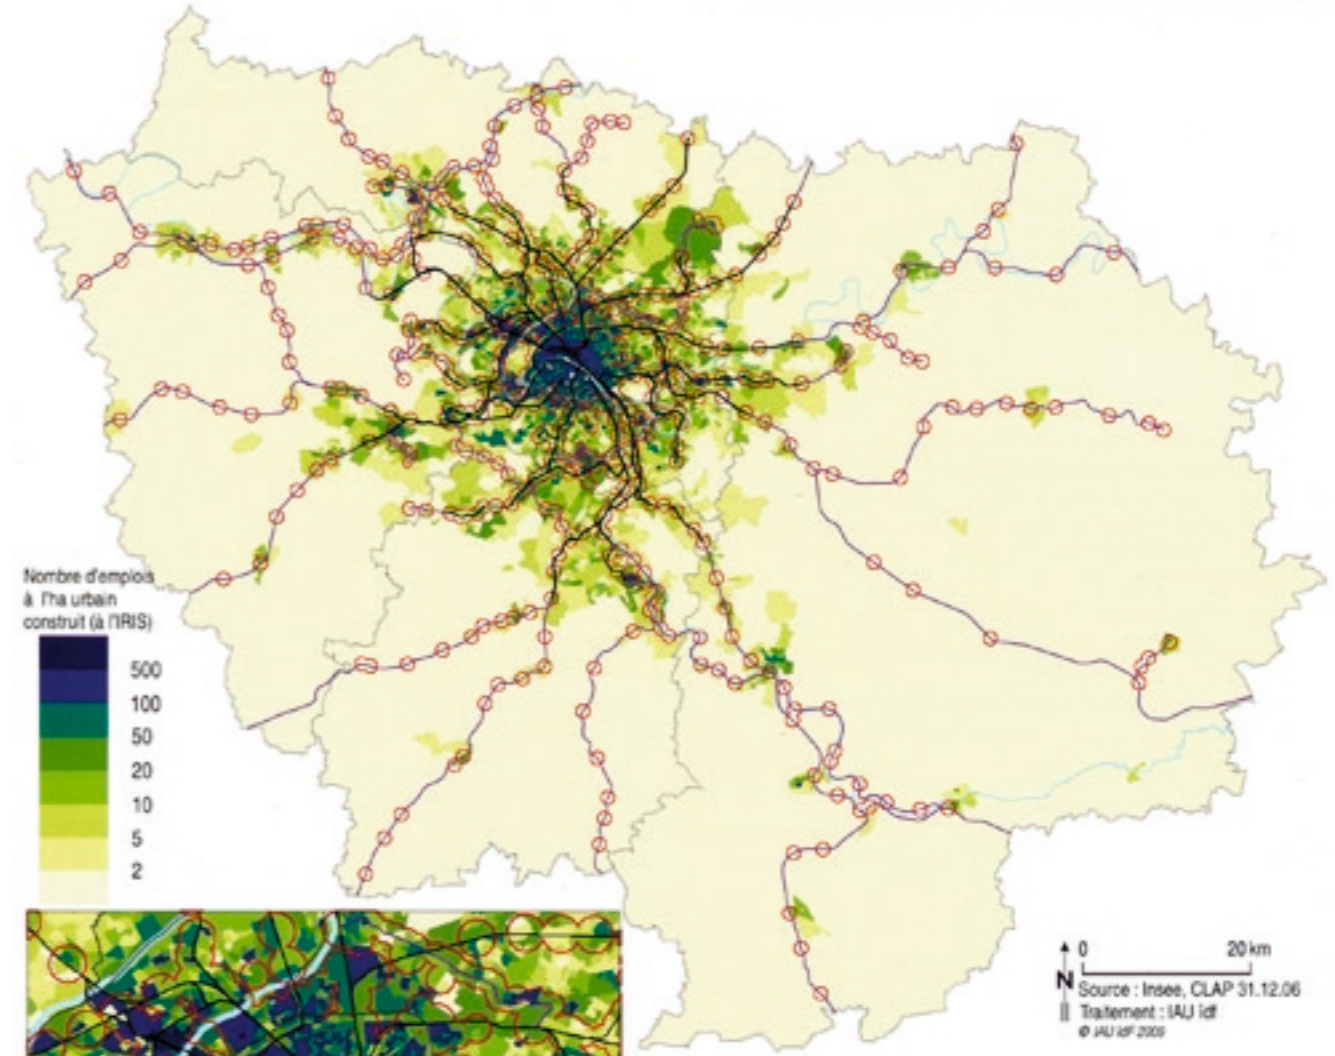 Nombre d'emplois
à l'ha urbain
construit (à l'IRIS)
500
100
50
20
10
5
2
0 20 km
N
Source : Insee, CLAP 31.12.06
Traitement : IAU îdf
© IAU îdF 2009